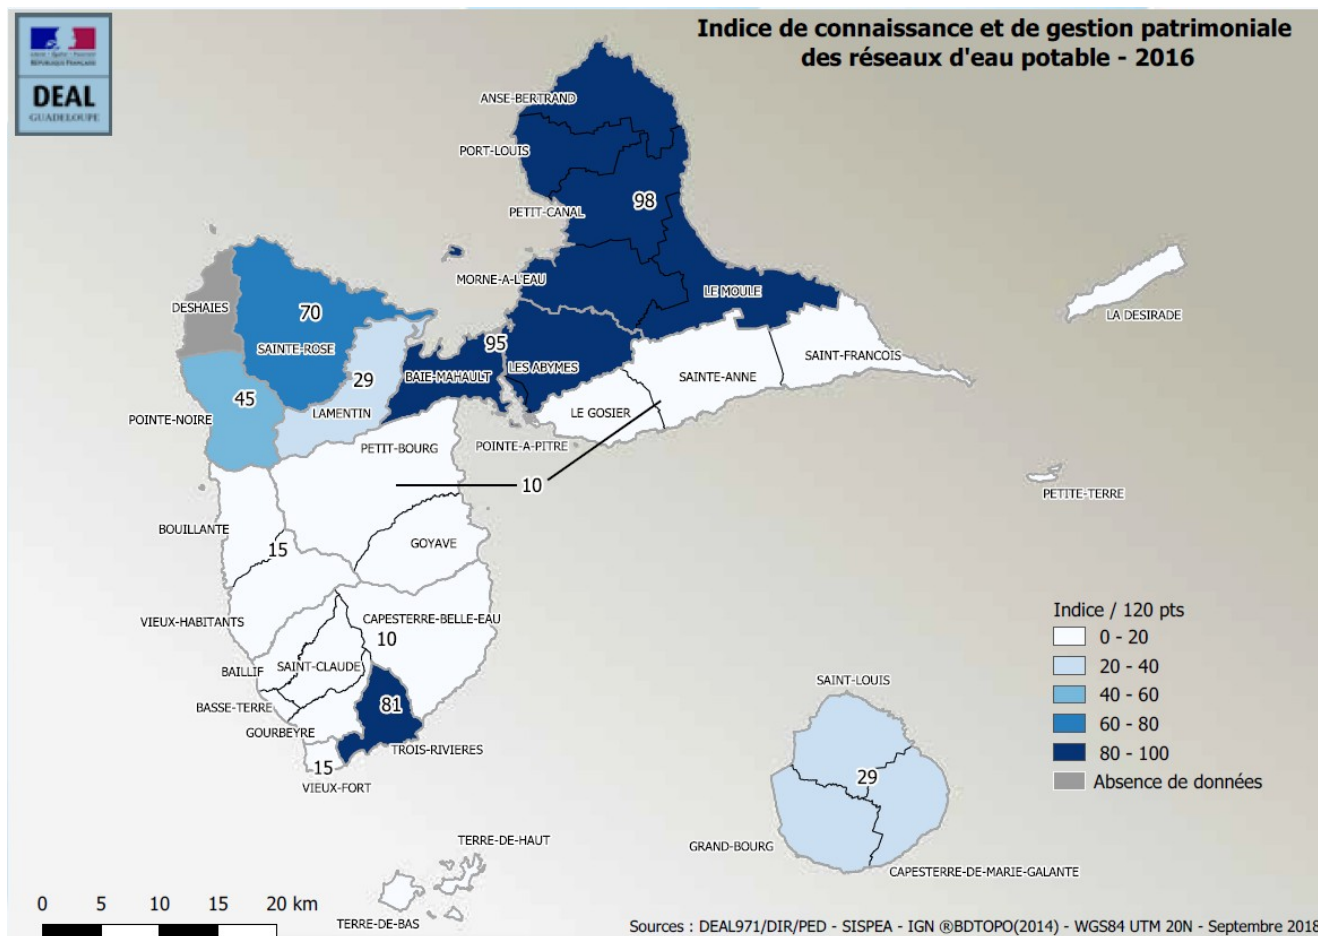 Indice de connaissance et de gestion patrimoniale
des réseaux d'eau potable - 2016
RÉPUBLIQUE FRANÇAISE
DEAL
GUADELOUPE
ANSE-BERTRAND
PORT-LOUIS
98
PETIT-CANAL
MORNE-A-L'EAU
LE MOULE
DESHAIES
70
SAINTE-ROSE
LA DESIRADE
95
LES ABYMES
SAINT-FRANCOIS
BAIE-MAHAULT
SAINTE-ANNE
29
45
LAMENTIN
LE GOSIER
POINTE-NOIRE
PETIT-BOURG
POINTE-A-PITRE
10
PETITE-TERRE
BOUILLANTE
15
GOYAVE
VIEUX-HABITANTS
CAPESTERRE-BELLE-EAU
10
BAILLIF
SAINT-CLAUDE
BASSE-TERRE
81
GOURBEYRE
TROIS-RIVIERES
15
VIEUX-FORT
Indice / 120 pts
0 - 20
20 - 40
40 - 60
60 - 80
80 - 100
Absence de données
SAINT-LOUIS
29
GRAND-BOURG
CAPESTERRE-DE-MARIE-GALANTE
TERRE-DE-HAUT
TERRE-DE-BAS
0 5 10 15 20 km
Sources : DEAL971/DIR/PED - SISPEA - IGN ®BDTOPO(2014) - WGS84 UTM 20N - Septembre 2018